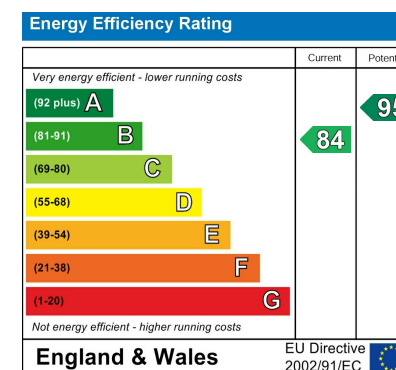 Energy Efficiency Rating
Current Potent
Very energy efficient - lower running costs
(92 plus) A
95
(81-91) B
84
(69-80) C
(55-68) D
(39-54) E
(21-38) F
(1-20) G
Not energy efficient - higher running costs
England & Wales
EU Directive
2002/91/EC